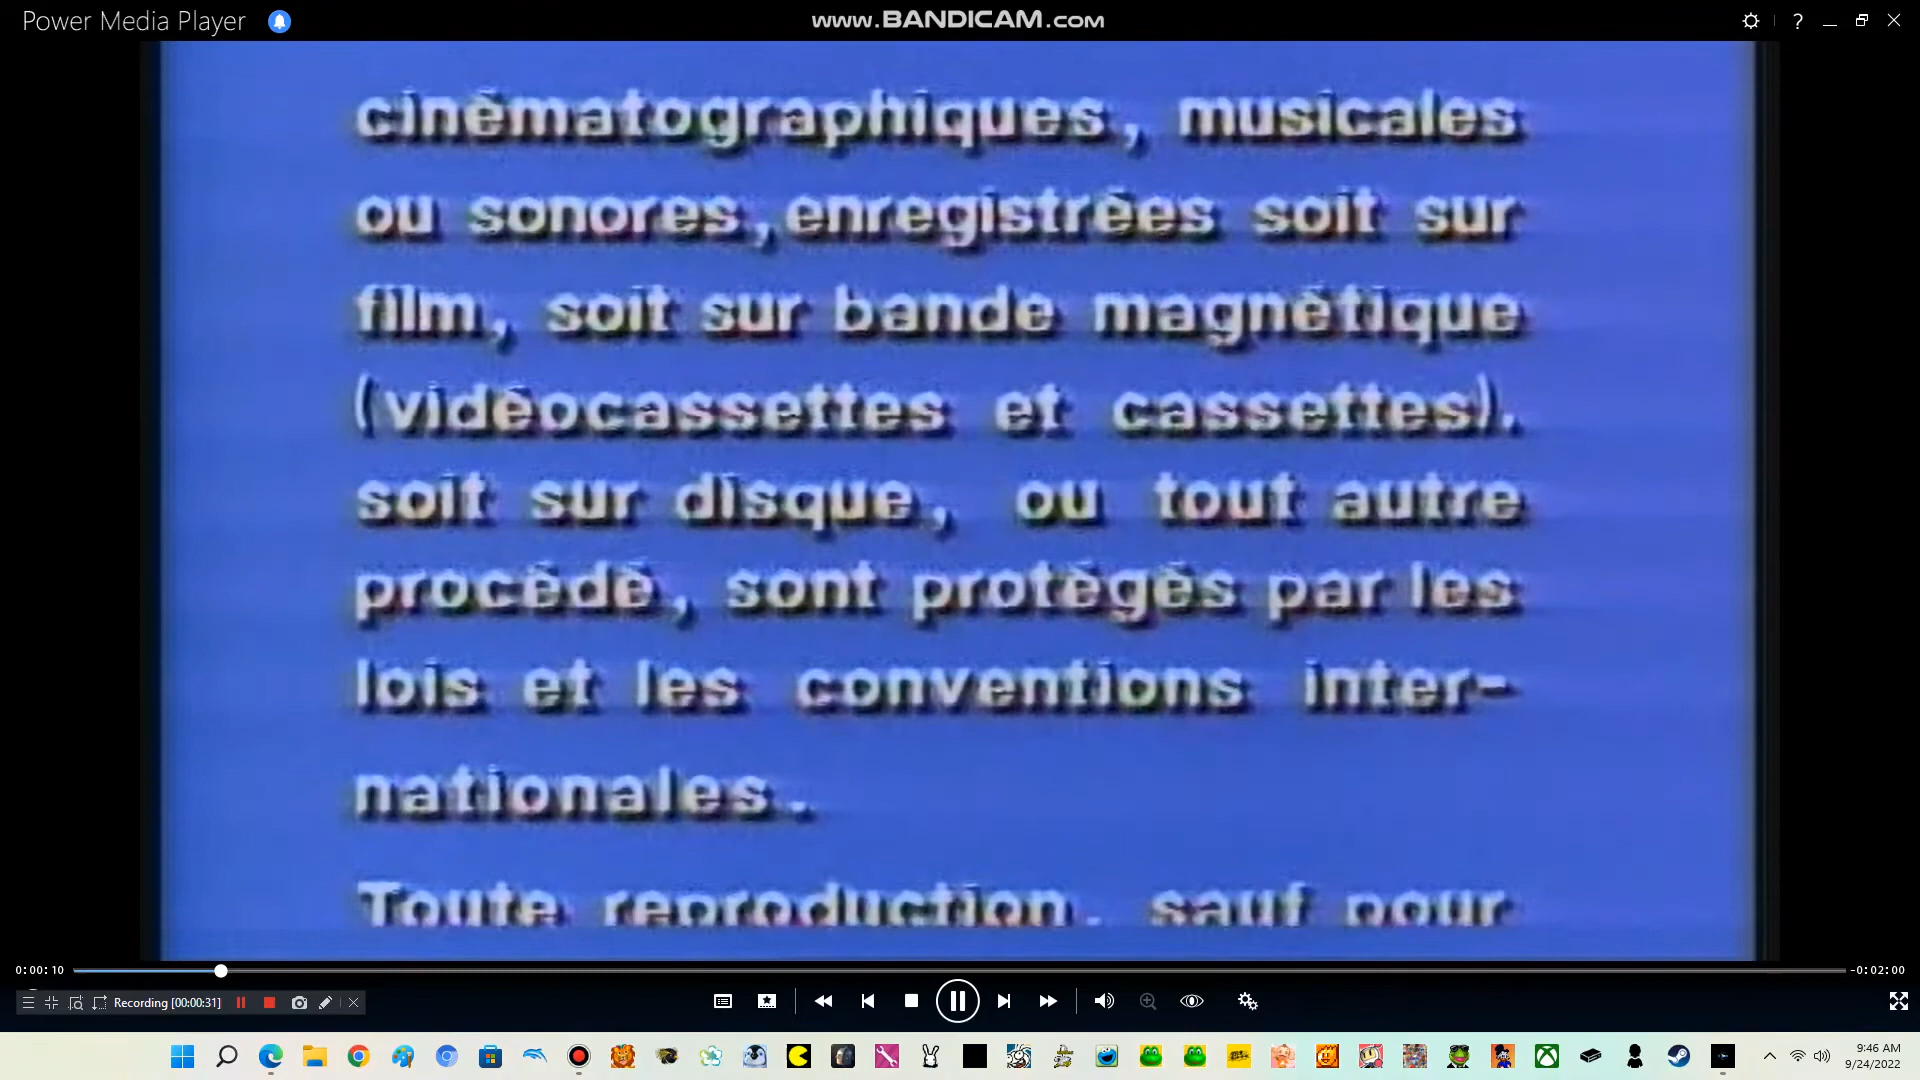 Power Media Player
www.BANDICAM.com
?
cinématographiques, musicales
ou sonores, enregistrées soit sur
film, soit sur bande magnétique
(vidéocassettes et cassettes).
soit sur disque, ou tout autre
procédé, sont protégés par les
lois et les conventions inter-
nationales.
Toute reproduction, sauf pour
0:00:10
-0:02:00
Recording [00:00:31]
9:46 AM
9/24/2022